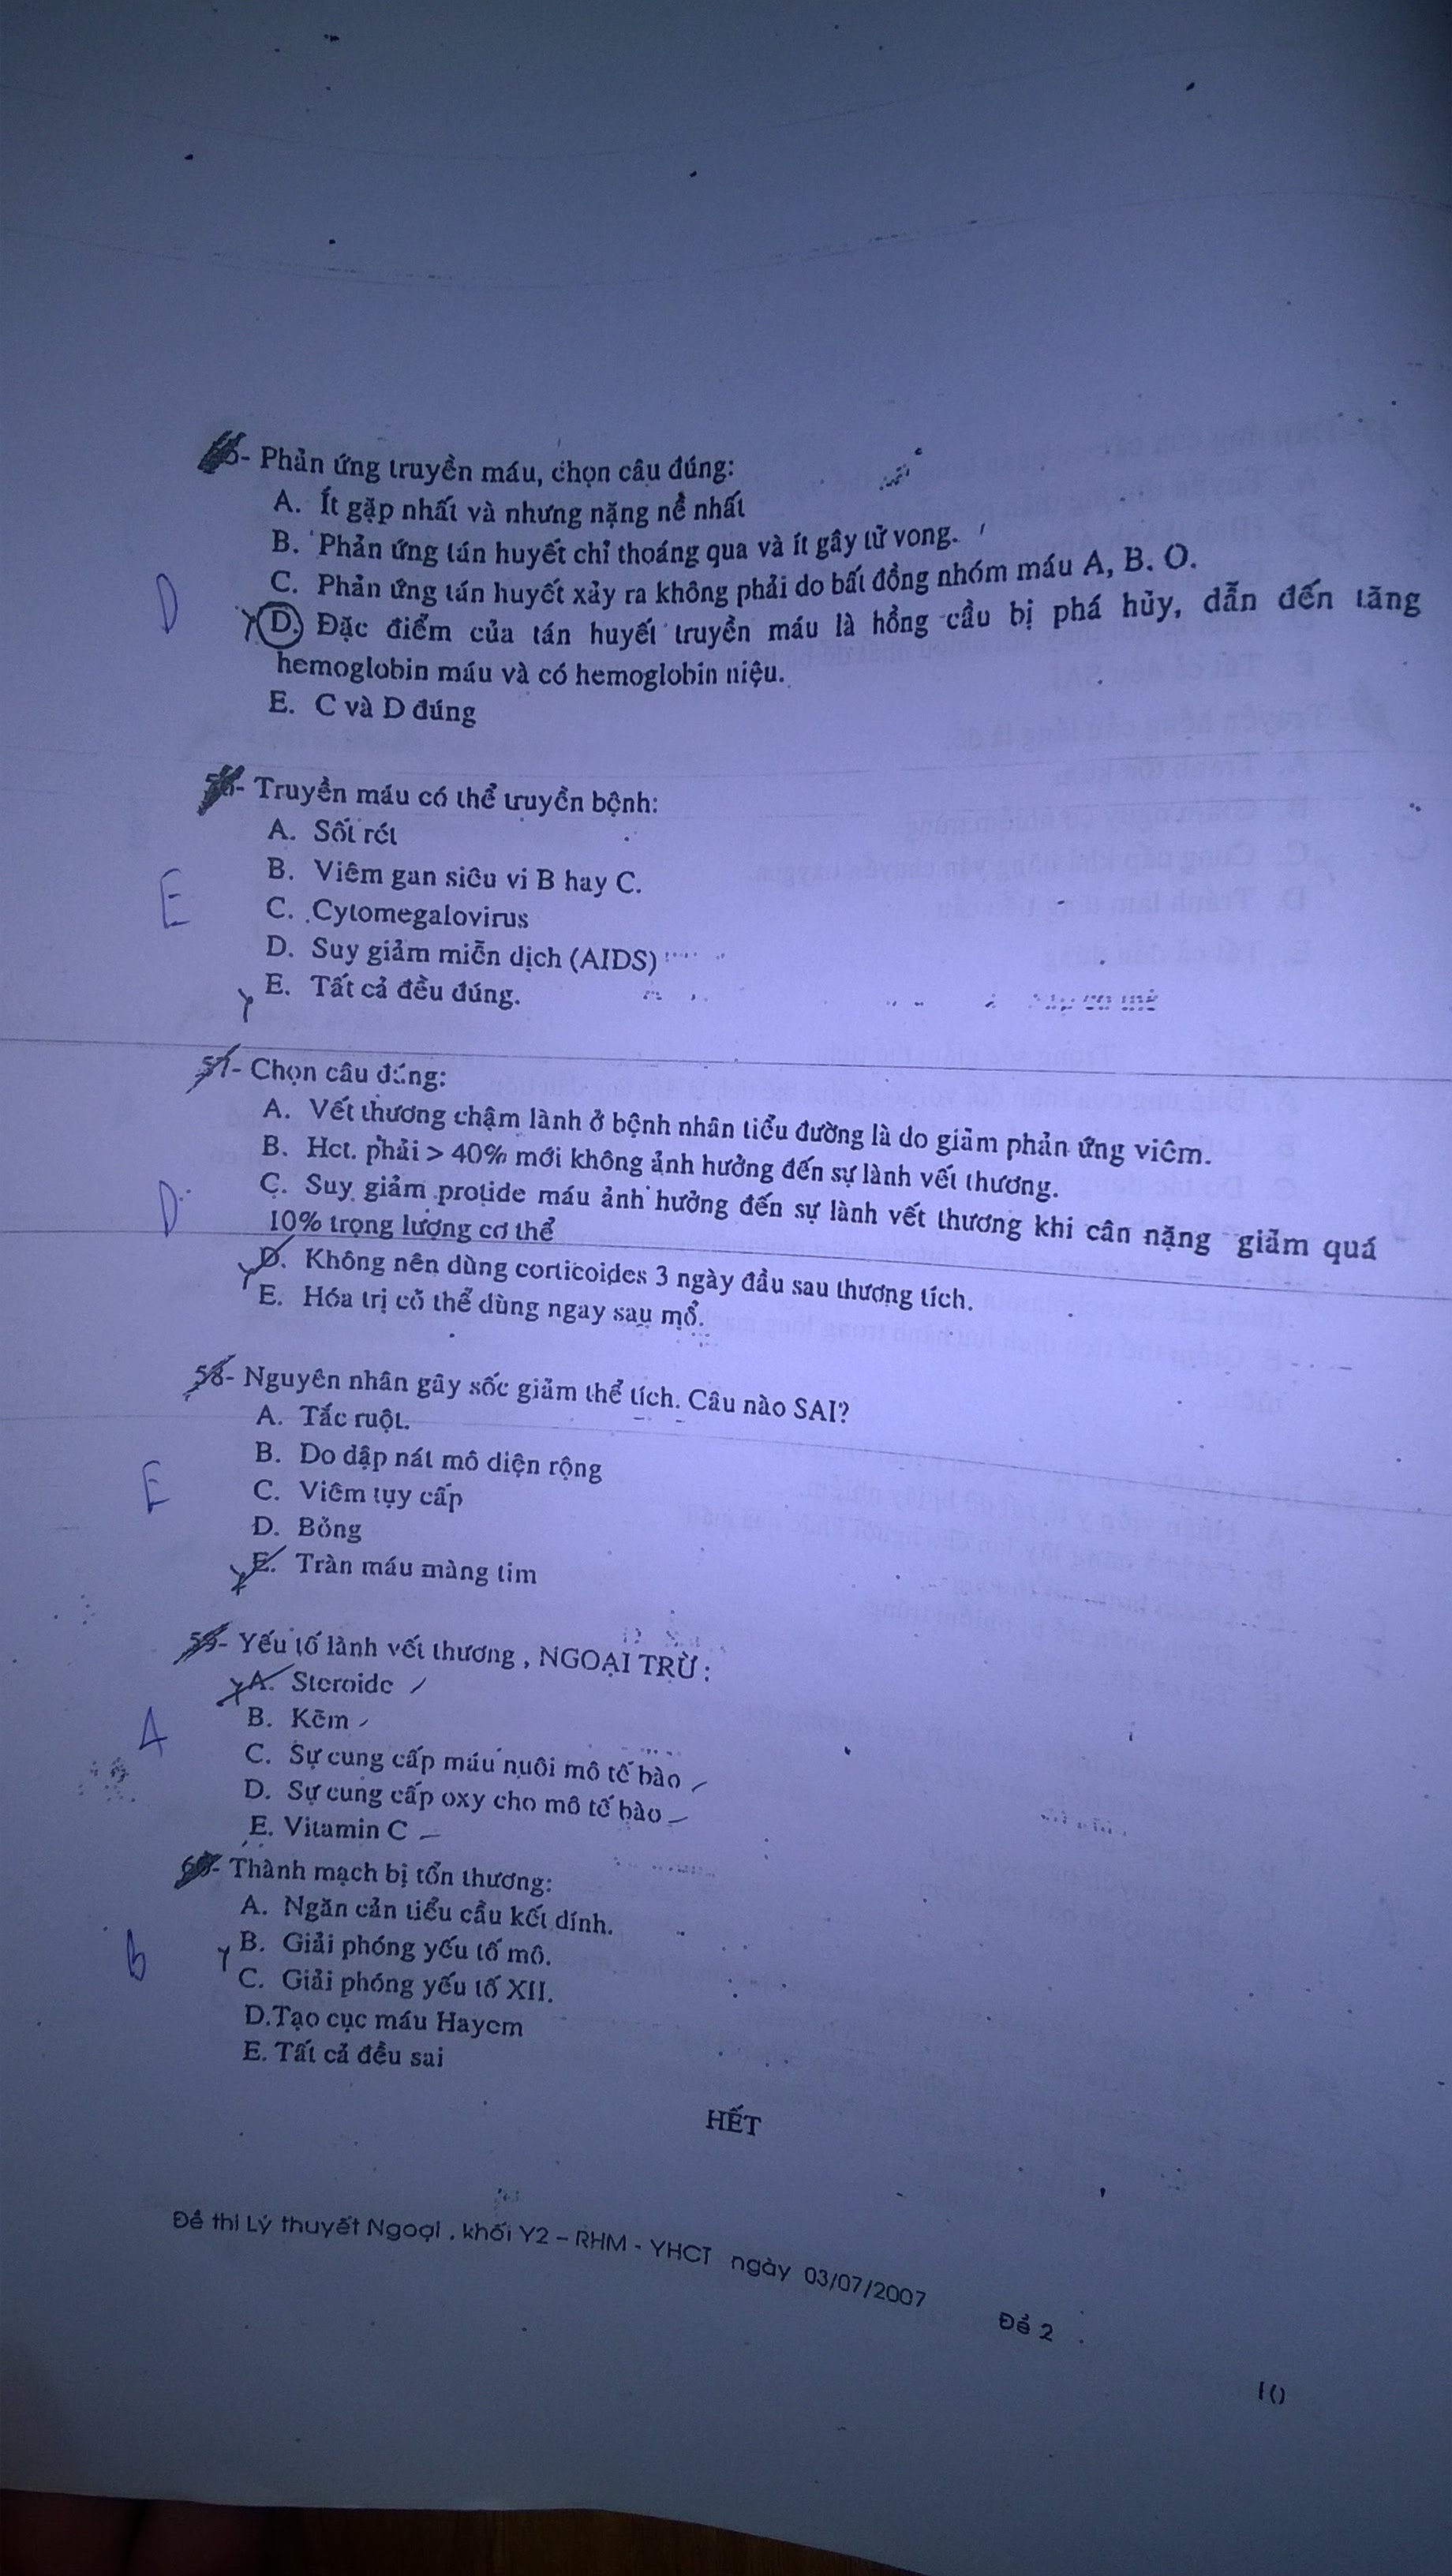 - Phản ứng truyền máu, chọn câu đúng:
A. Ít gặp nhất và nhưng nặng nề nhất
B. Phản ứng tán huyết chỉ thoáng qua và ít gây tử vong.
C. Phản ứng tán huyết xảy ra không phải do bất đồng nhóm máu A, B. O.
D D. Đặc điểm của tán huyết truyền máu là hồng cầu bị phá hủy, dẫn đến tăng
hemoglobin máu và có hemoglobin niệu.
E. C và D đúng
- Truyền máu có thể truyền bệnh:
A. Sốt rét
B. Viêm gan siêu vi B hay C.
E
C. Cytomegalovirus
D. Suy giảm miễn dịch (AIDS)
E. Tất cả đều đúng.
57- Chọn câu đúng:
A. Vết thương chậm lành ở bệnh nhân tiểu đường là do giảm phản ứng viêm.
B. Hct. phải > 40% mới không ảnh hưởng đến sự lành vết thương.
D C. Suy giảm protide máu ảnh hưởng đến sự lành vết thương khi cân nặng giảm quá
10% trọng lượng cơ thể
D. Không nên dùng corticoides 3 ngày đầu sau thương tích.
E. Hóa trị có thể dùng ngay sau mổ.
58- Nguyên nhân gây sốc giảm thể tích. Câu nào SAI?
A. Tắc ruột.
B. Do dập nát mô diện rộng
E C. Viêm tụy cấp
D. Bỏng
E. Tràn máu màng tim
59- Yếu tố lành vết thương , NGOẠI TRỪ :
A. Steroide
A B. Kẽm
C. Sự cung cấp máu nuôi mô tế bào
D. Sự cung cấp oxy cho mô tế bào
E. Vitamin C
60- Thành mạch bị tổn thương:
A. Ngăn cản tiểu cầu kết dính.
B B. Giải phóng yếu tố mô.
C. Giải phóng yếu tố XII.
D.Tạo cục máu Hayem
E. Tất cả đều sai
HẾT
Đề thi Lý thuyết Ngoại , khối Y2 – RHM - YHCT ngày 03/07/2007 Đề 2
10